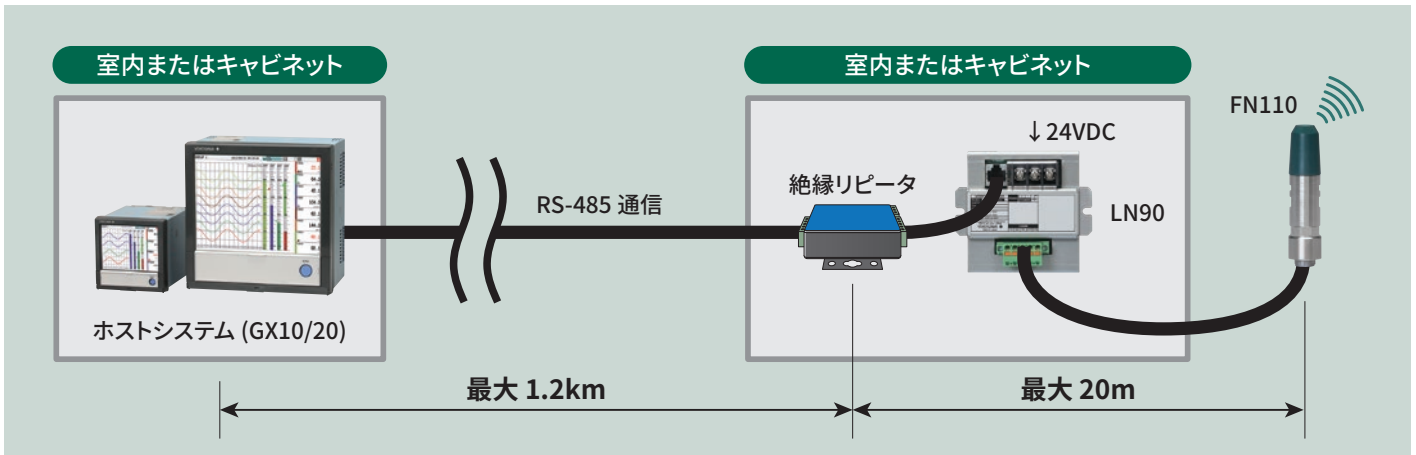 室内またはキャビネット
室内またはキャビネット
FN110
↓24VDC
絶縁リピータ
RS-485 通信
LN90
ホストシステム (GX10/20)
最大 1.2km
最大 20m